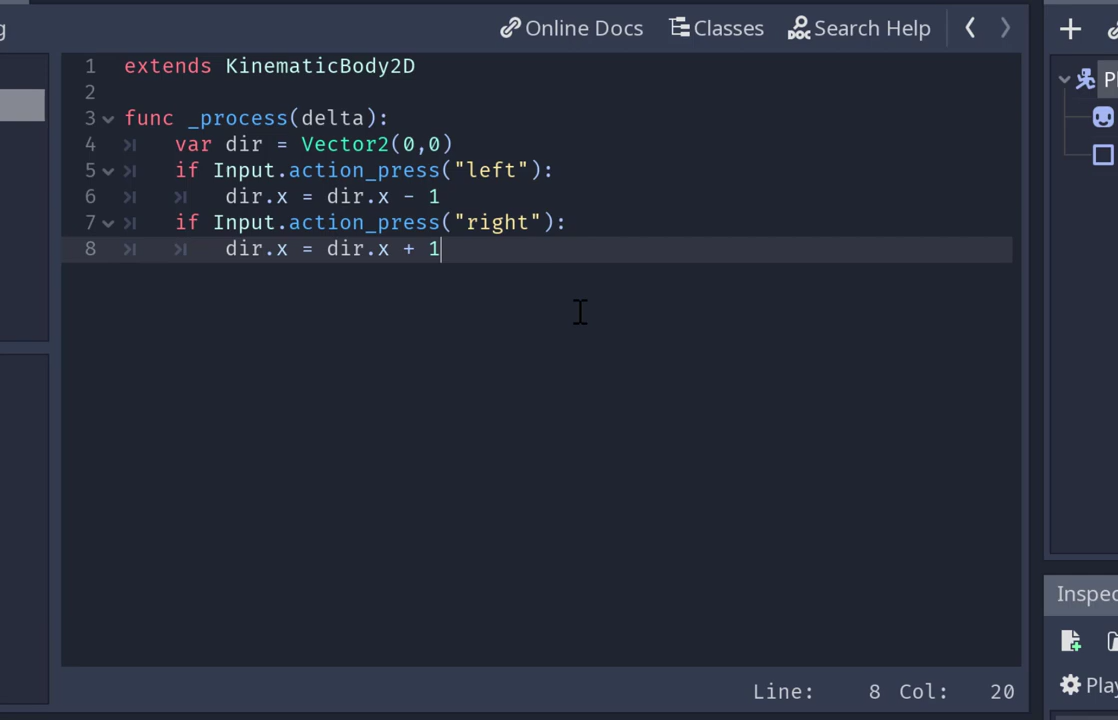 g
Online Docs Classes Search Help
1 extends KinematicBody2D
2
3 func _process(delta):
4 var dir = Vector2(0,0)
5 if Input.action_press("left"):
6 dir.x = dir.x - 1
7 if Input.action_press("right"):
8 dir.x = dir.x + 1
Pl
Inspec
Play
Line: 8 Col: 20